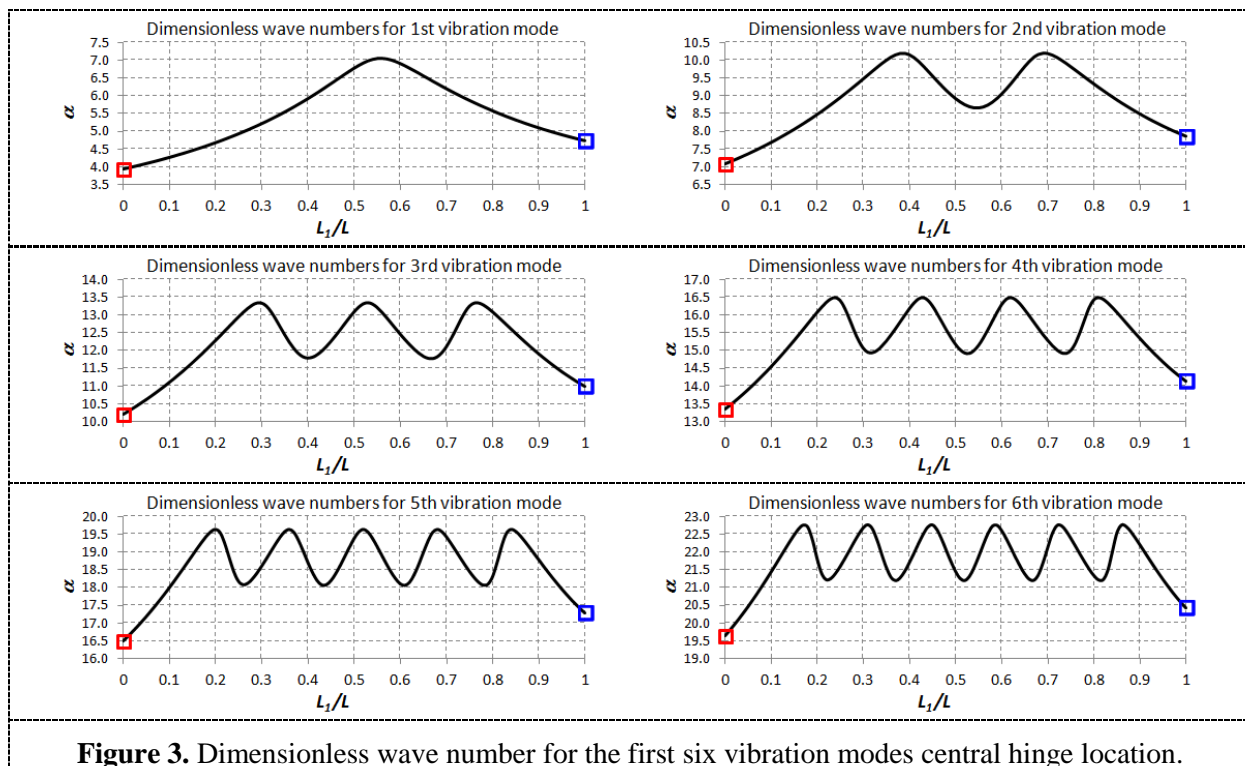 Dimensionless wave numbers for 1st vibration mode
7.5
7.0
6.5
6.0
5.5
5.0
4.5
4.0
3.5
α
0 0.1 0.2 0.3 0.4 0.5 0.6 0.7 0.8 0.9 1
L₁/L
Dimensionless wave numbers for 2nd vibration mode
10.5
10.0
9.5
9.0
8.5
8.0
7.5
7.0
6.5
α
0 0.1 0.2 0.3 0.4 0.5 0.6 0.7 0.8 0.9 1
L₁/L
Dimensionless wave numbers for 3rd vibration mode
14.0
13.5
13.0
12.5
12.0
11.5
11.0
10.5
10.0
α
0 0.1 0.2 0.3 0.4 0.5 0.6 0.7 0.8 0.9 1
L₁/L
Dimensionless wave numbers for 4th vibration mode
17.0
16.5
16.0
15.5
15.0
14.5
14.0
13.5
13.0
α
0 0.1 0.2 0.3 0.4 0.5 0.6 0.7 0.8 0.9 1
L₁/L
Dimensionless wave numbers for 5th vibration mode
20.0
19.5
19.0
18.5
18.0
17.5
17.0
16.5
16.0
α
0 0.1 0.2 0.3 0.4 0.5 0.6 0.7 0.8 0.9 1
L₁/L
Dimensionless wave numbers for 6th vibration mode
23.0
22.5
22.0
21.5
21.0
20.5
20.0
19.5
19.0
α
0 0.1 0.2 0.3 0.4 0.5 0.6 0.7 0.8 0.9 1
L₁/L
Figure 3. Dimensionless wave number for the first six vibration modes central hinge location.